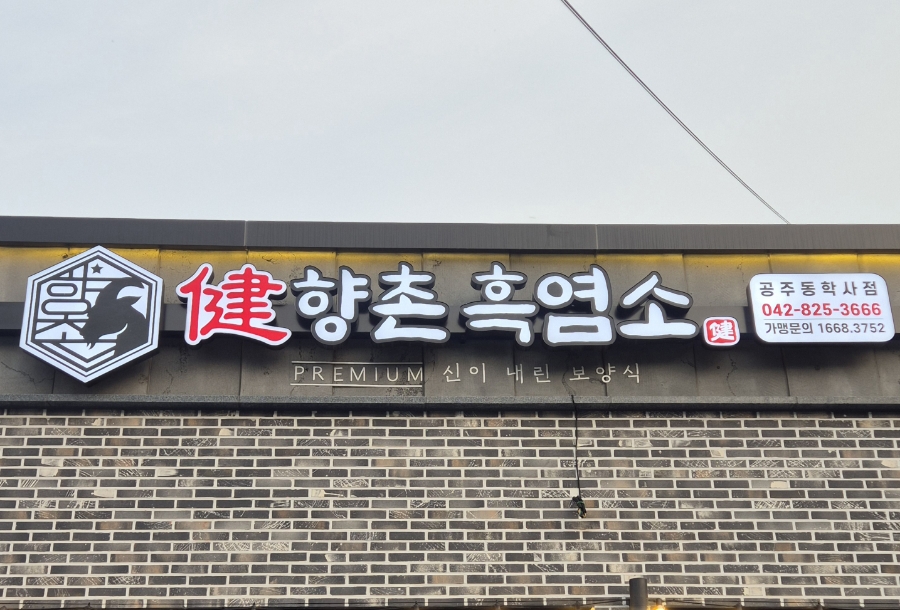 健향촌흑염소 健
PREMIUM 신이 내린 보양식
공주동학사점
042-825-3666
가맹문의 1668.3752